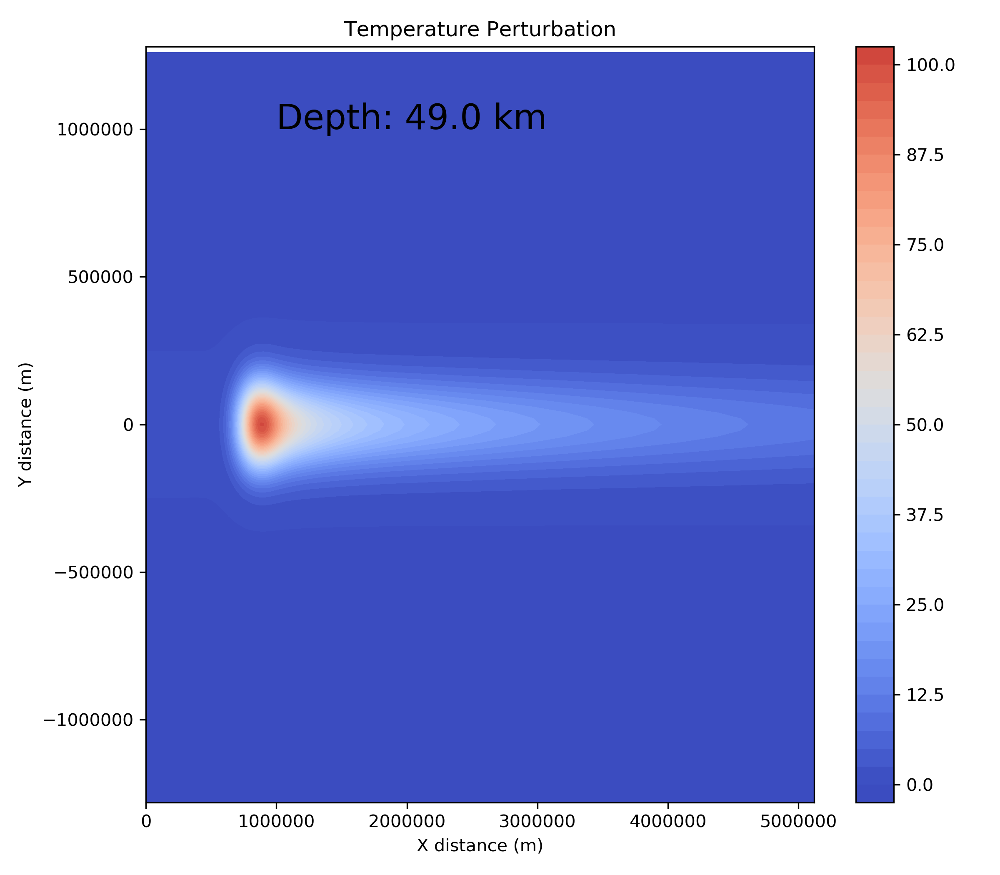 Temperature Perturbation
Depth: 49.0 km
Y distance (m)
1000000
500000
0
−500000
−1000000
0 1000000 2000000 3000000 4000000 5000000
X distance (m)
100.0
87.5
75.0
62.5
50.0
37.5
25.0
12.5
0.0